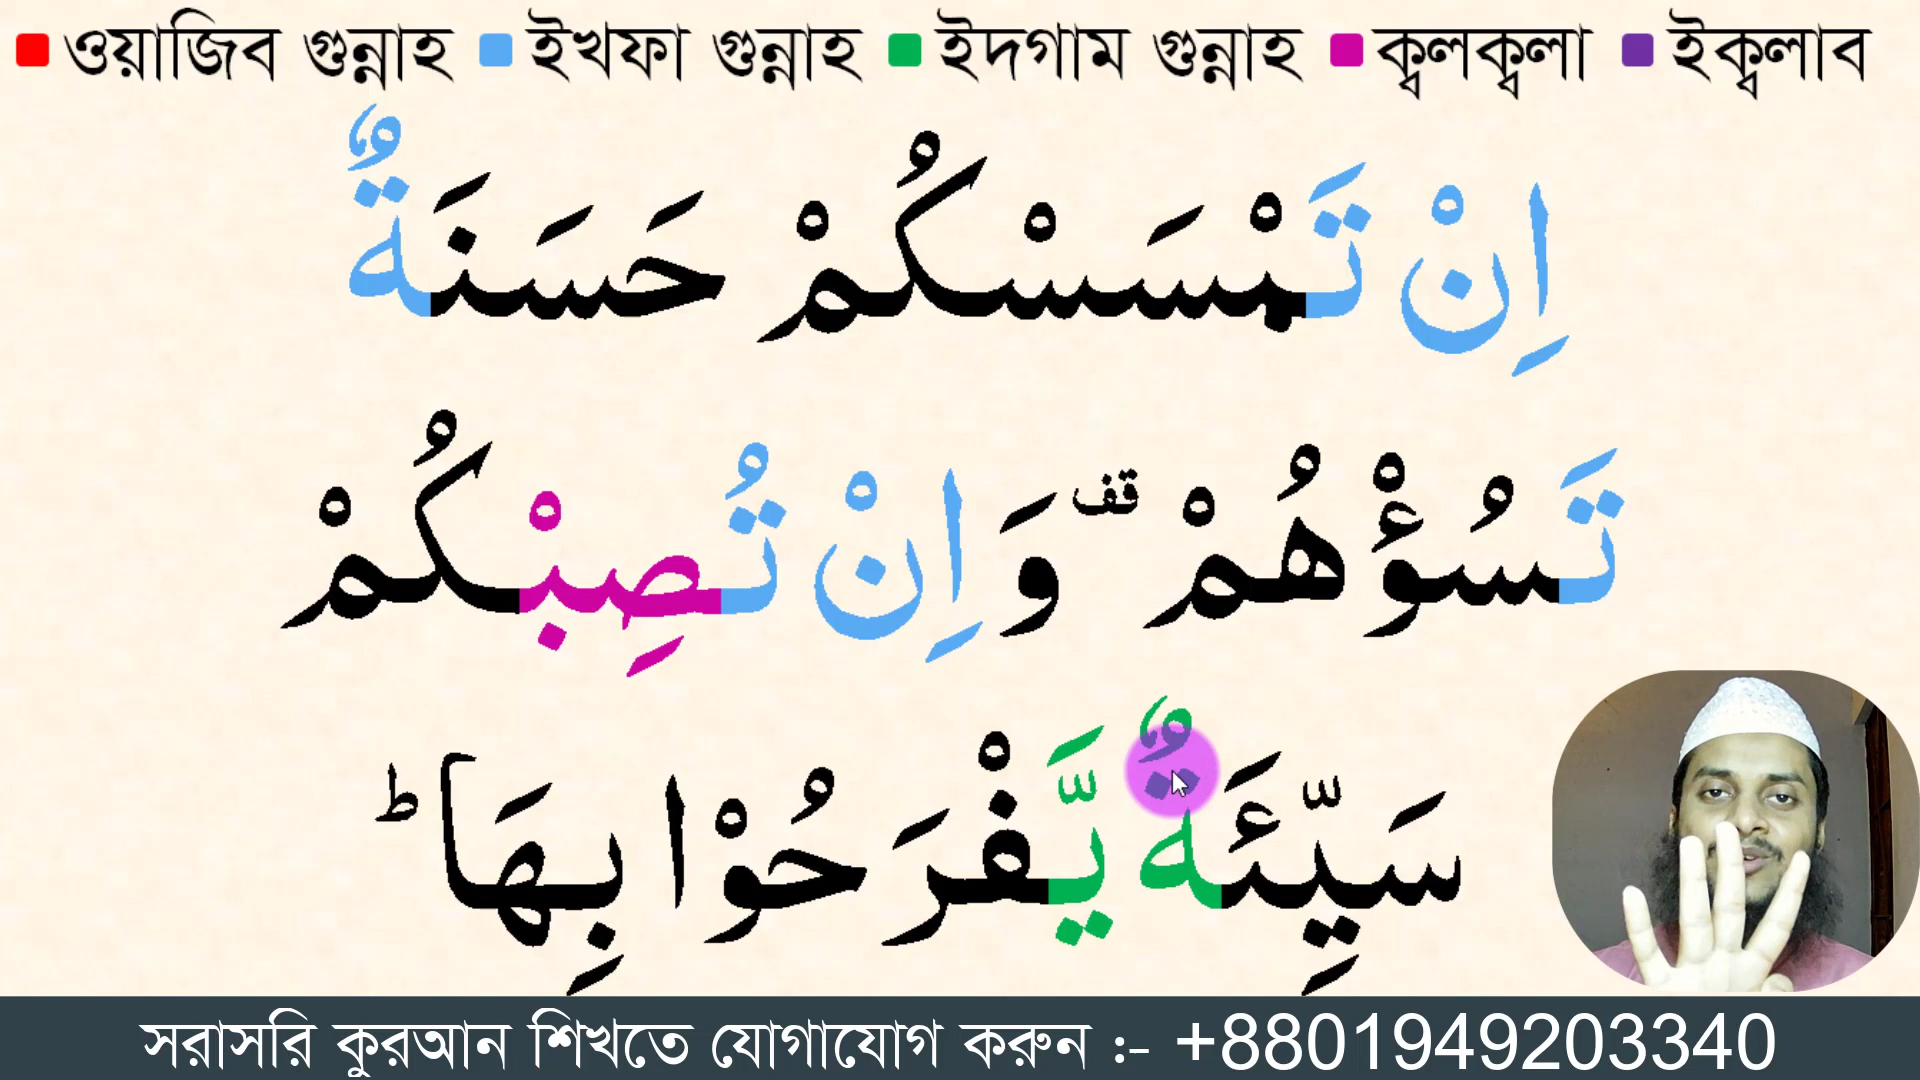 ওয়াজিব গুন্নাহ ইখফা গুন্নাহ ইদগাম গুন্নাহ ক্বলক্বলা ইক্বলাব
اِنْ تَمْسَسْكُمْ حَسَنَةٌ
تَسُؤْهُمْ ؗ وَاِنْ تُصِبْكُمْ
سَیِّئَةٌ یَّفْرَحُوْا بِهَا ؕ
সরাসরি কুরআন শিখতে যোগাযোগ করুন :- +8801949203340